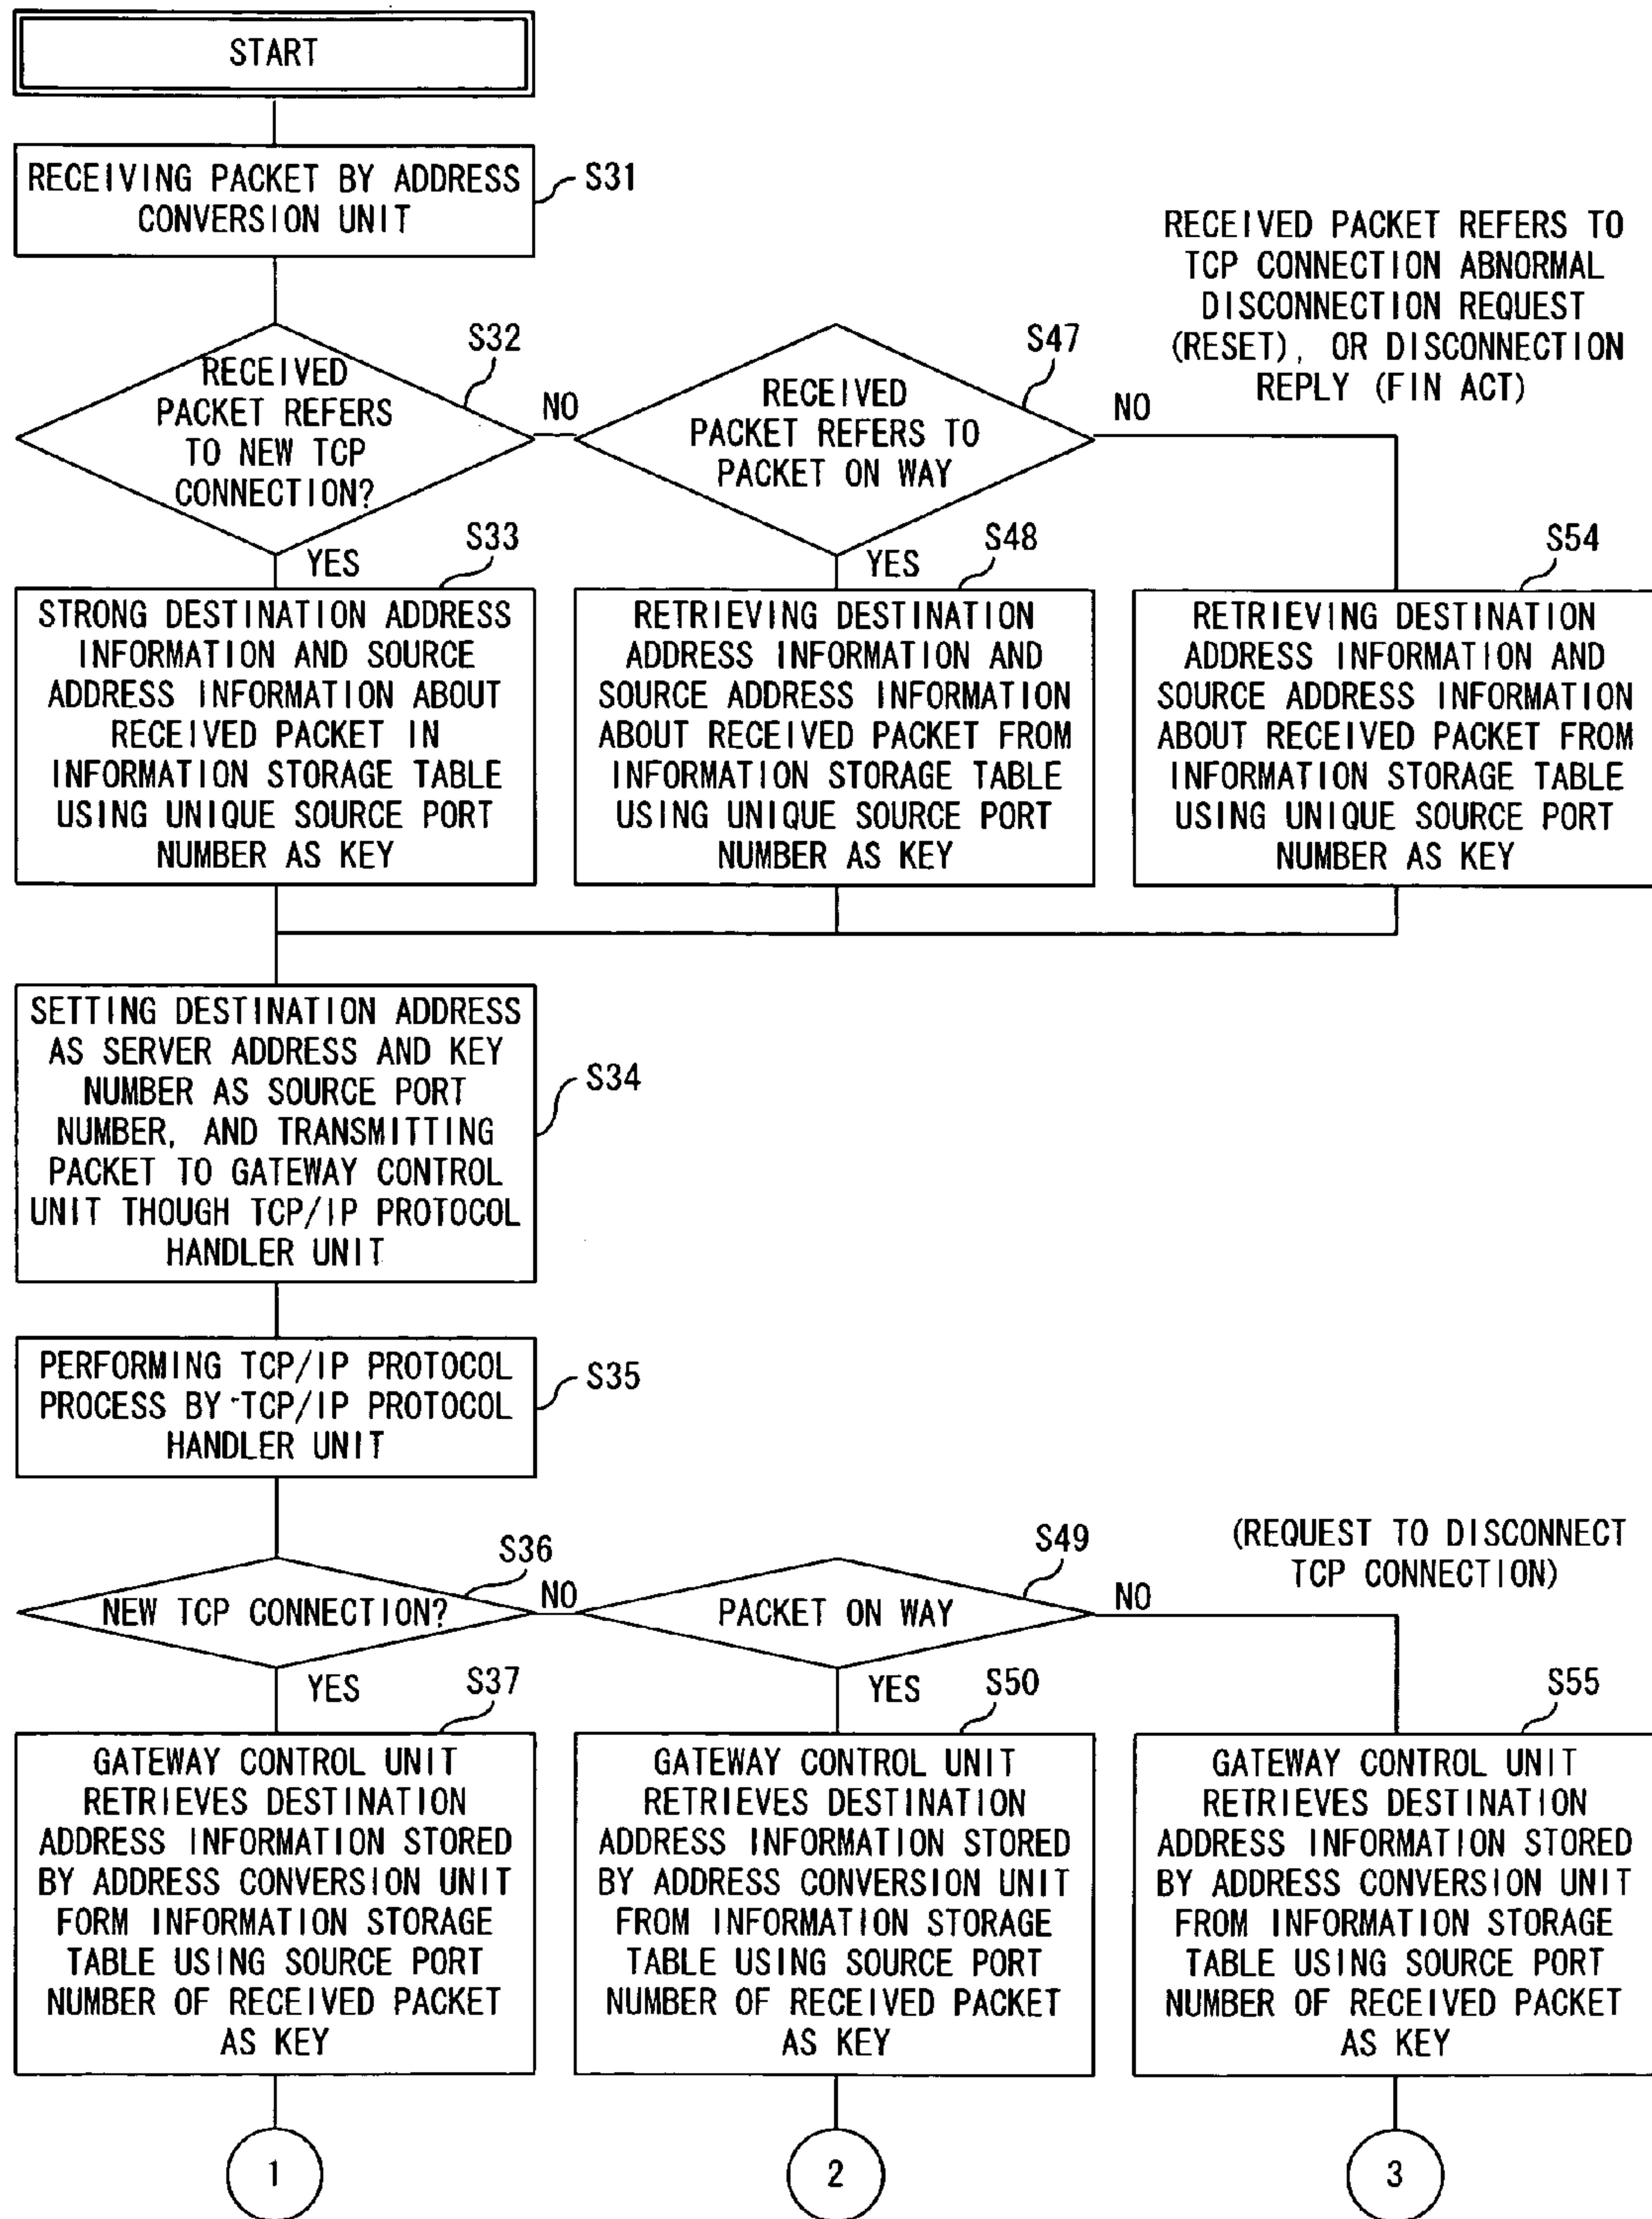 START
RECEIVING PACKET BY ADDRESS
CONVERSION UNIT
S31
RECEIVED PACKET REFERS TO
TCP CONNECTION ABNORMAL
DISCONNECTION REQUEST
(RESET), OR DISCONNECTION
REPLY (FIN ACT)
S32
RECEIVED
PACKET REFERS
TO NEW TCP
CONNECTION?
NO
S47
RECEIVED
PACKET REFERS TO
PACKET ON WAY
NO
YES
S33
STRONG DESTINATION ADDRESS
INFORMATION AND SOURCE
ADDRESS INFORMATION ABOUT
RECEIVED PACKET IN
INFORMATION STORAGE TABLE
USING UNIQUE SOURCE PORT
NUMBER AS KEY
YES
S48
RETRIEVING DESTINATION
ADDRESS INFORMATION AND
SOURCE ADDRESS INFORMATION
ABOUT RECEIVED PACKET FROM
INFORMATION STORAGE TABLE
USING UNIQUE SOURCE PORT
NUMBER AS KEY
S54
RETRIEVING DESTINATION
ADDRESS INFORMATION AND
SOURCE ADDRESS INFORMATION
ABOUT RECEIVED PACKET FROM
INFORMATION STORAGE TABLE
USING UNIQUE SOURCE PORT
NUMBER AS KEY
SETTING DESTINATION ADDRESS
AS SERVER ADDRESS AND KEY
NUMBER AS SOURCE PORT
NUMBER, AND TRANSMITTING
PACKET TO GATEWAY CONTROL
UNIT THOUGH TCP/IP PROTOCOL
HANDLER UNIT
S34
PERFORMING TCP/IP PROTOCOL
PROCESS BY TCP/IP PROTOCOL
HANDLER UNIT
S35
S36
NEW TCP CONNECTION?
NO
S49
PACKET ON WAY
NO
(REQUEST TO DISCONNECT
TCP CONNECTION)
YES
S37
GATEWAY CONTROL UNIT
RETRIEVES DESTINATION
ADDRESS INFORMATION STORED
BY ADDRESS CONVERSION UNIT
FORM INFORMATION STORAGE
TABLE USING SOURCE PORT
NUMBER OF RECEIVED PACKET
AS KEY
YES
S50
GATEWAY CONTROL UNIT
RETRIEVES DESTINATION
ADDRESS INFORMATION STORED
BY ADDRESS CONVERSION UNIT
FROM INFORMATION STORAGE
TABLE USING SOURCE PORT
NUMBER OF RECEIVED PACKET
AS KEY
S55
GATEWAY CONTROL UNIT
RETRIEVES DESTINATION
ADDRESS INFORMATION STORED
BY ADDRESS CONVERSION UNIT
FROM INFORMATION STORAGE
TABLE USING SOURCE PORT
NUMBER OF RECEIVED PACKET
AS KEY
1
2
3